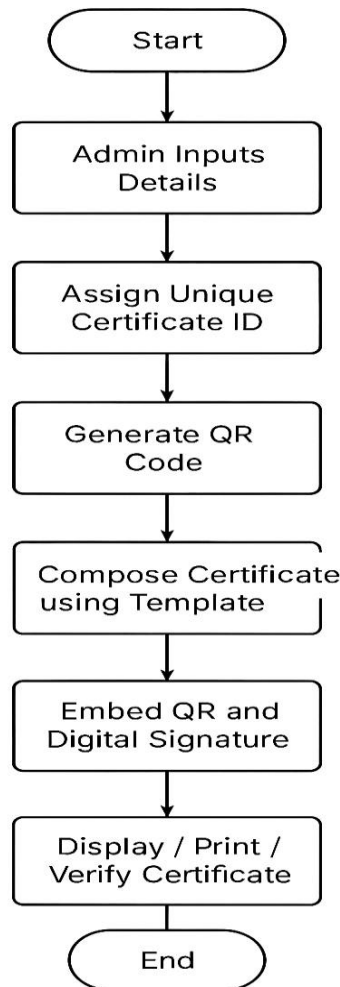 Start
Admin Inputs
Details
Assign Unique
Certificate ID
Generate QR
Code
Compose Certificate
using Template
Embed QR and
Digital Signature
Display / Print /
Verify Certificate
End